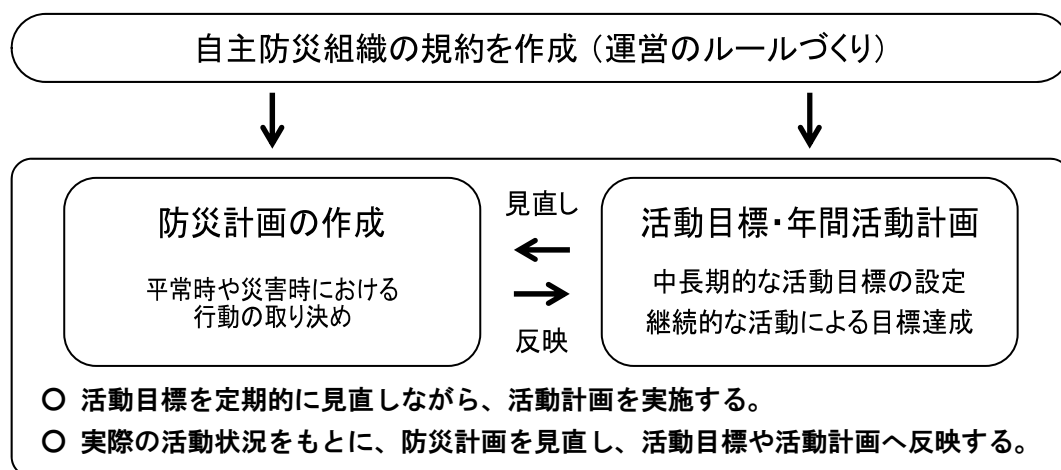 自主防災組織の規約を作成（運営のルールづくり）
防災計画の作成
平常時や災害時における
行動の取り決め
見直し
反映
活動目標・年間活動計画
中長期的な活動目標の設定
継続的な活動による目標達成
○ 活動目標を定期的に見直しながら、活動計画を実施する。
○ 実際の活動状況をもとに、防災計画を見直し、活動目標や活動計画へ反映する。